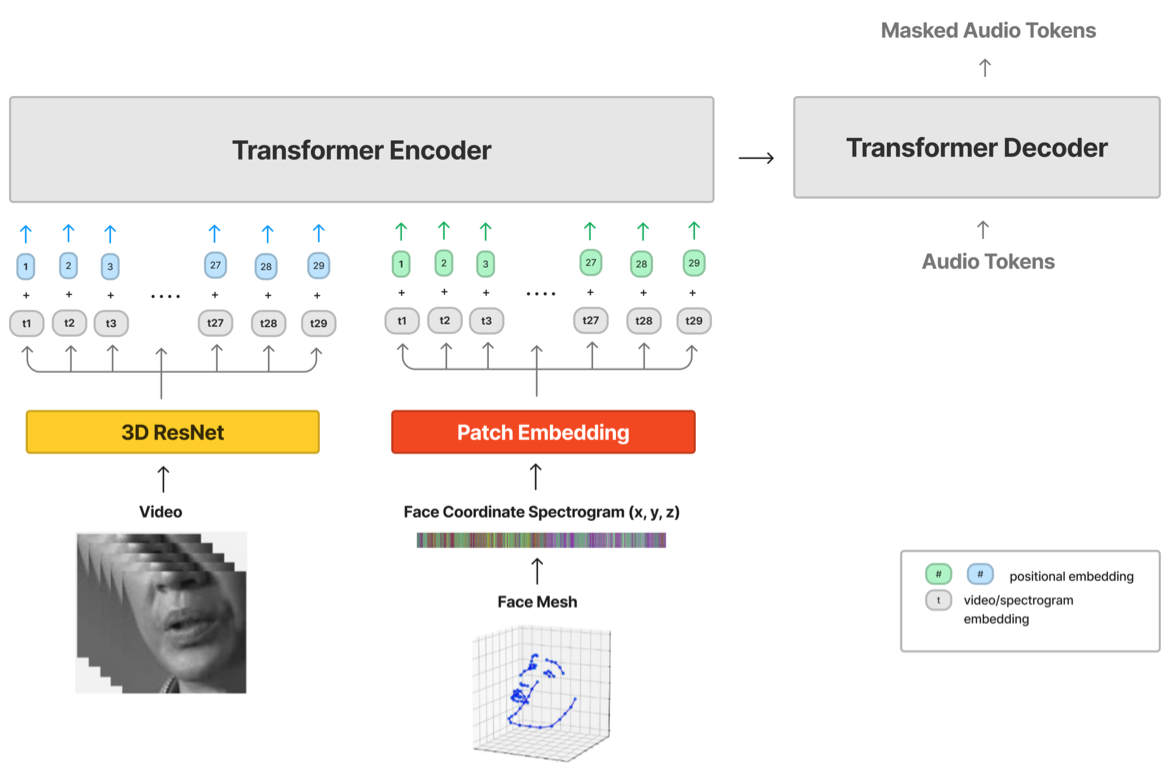 Masked Audio Tokens
Transformer Encoder
Transformer Decoder
Audio Tokens
1 2 3 27 28 29
+ + + .... + + +
t1 t2 t3 t27 t28 t29
1 2 3 27 28 29
+ + + .... + + +
t1 t2 t3 t27 t28 t29
3D ResNet
Patch Embedding
Video
Face Coordinate Spectrogram (x, y, z)
Face Mesh
# # positional embedding
t video/spectrogram
embedding